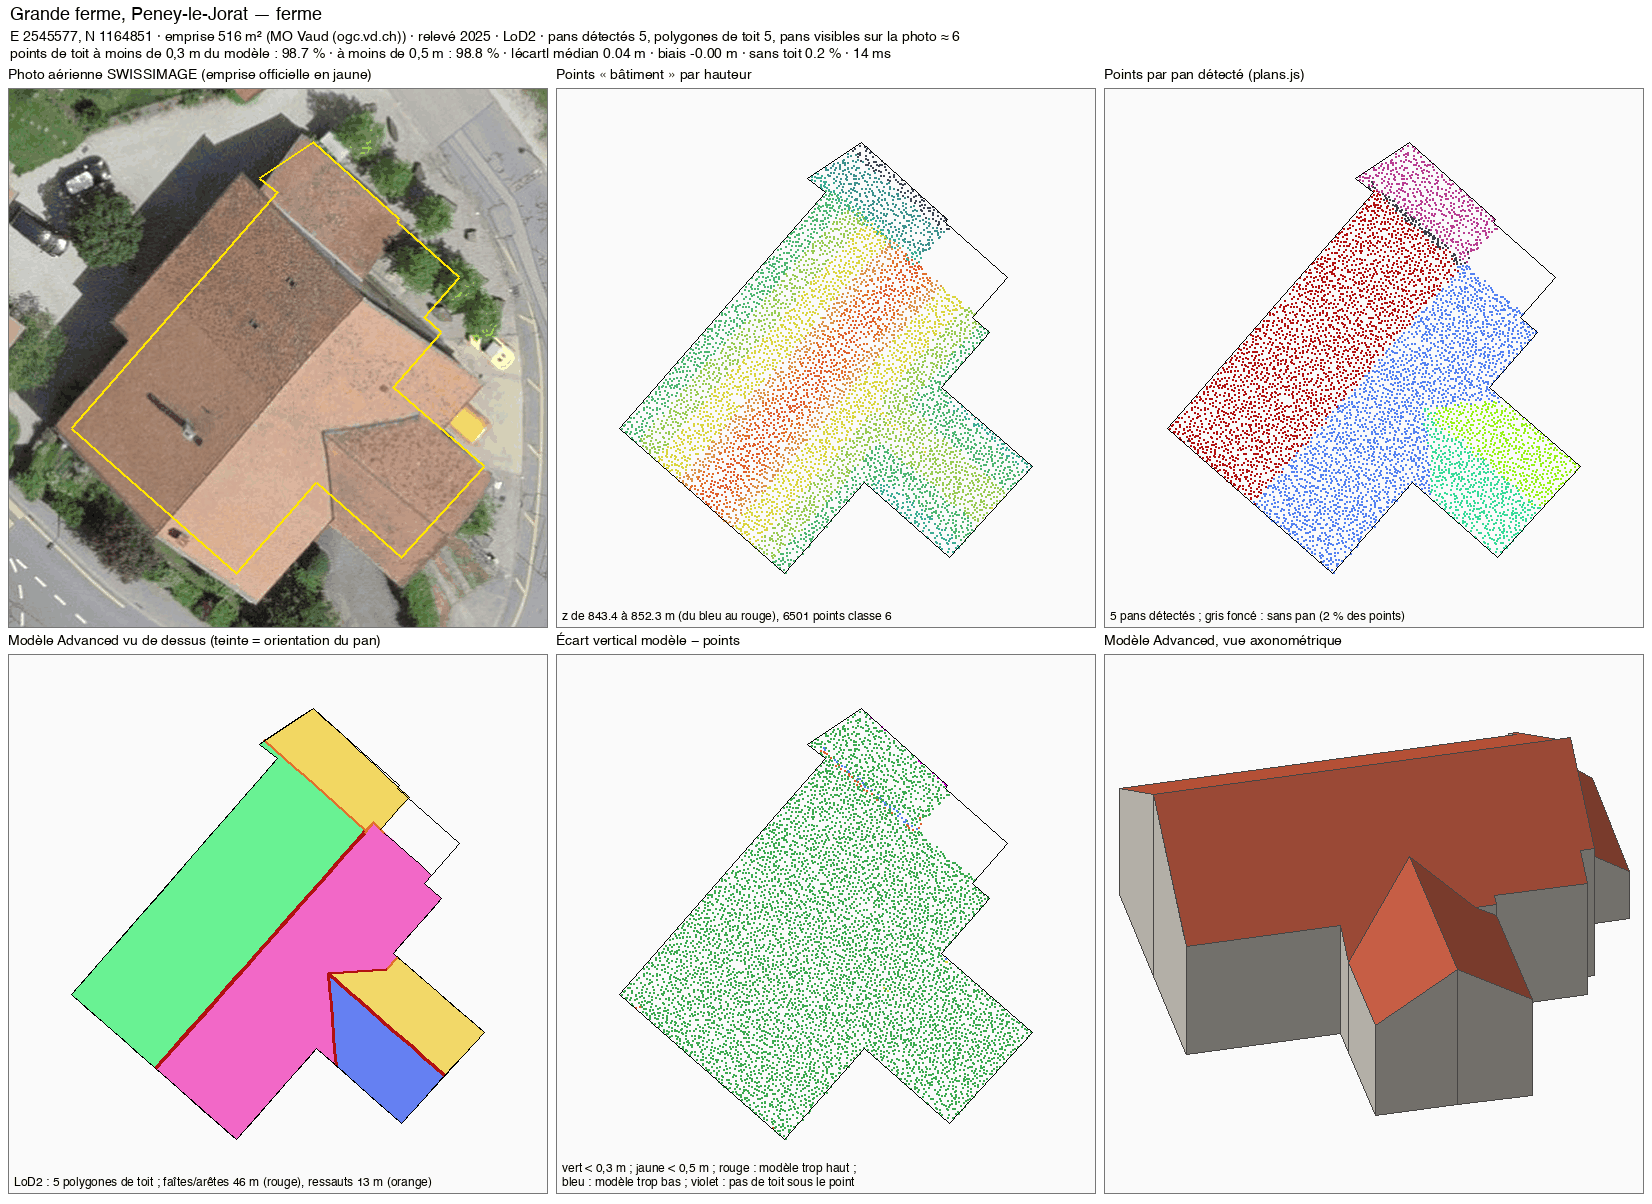 Grande ferme, Peney-le-Jorat — ferme
E 2545577, N 1164851 · emprise 516 m² (MO Vaud (ogc.vd.ch)) · relevé 2025 · LoD2 · pans détectés 5, polygones de toit 5, pans visibles sur la photo ≈ 6
points de toit à moins de 0,3 m du modèle : 98.7 % · à moins de 0,5 m : 98.8 % · lécartl médian 0.04 m · biais -0.00 m · sans toit 0.2 % · 14 ms
Photo aérienne SWISSIMAGE (emprise officielle en jaune)
Points « bâtiment » par hauteur
Points par pan détecté (plans.js)
z de 843.4 à 852.3 m (du bleu au rouge), 6501 points classe 6
5 pans détectés ; gris foncé : sans pan (2 % des points)
Modèle Advanced vu de dessus (teinte = orientation du pan)
Écart vertical modèle – points
Modèle Advanced, vue axonométrique
LoD2 : 5 polygones de toit ; faîtes/arêtes 46 m (rouge), ressauts 13 m (orange)
vert < 0,3 m ; jaune < 0,5 m ; rouge : modèle trop haut ;
bleu : modèle trop bas ; violet : pas de toit sous le point